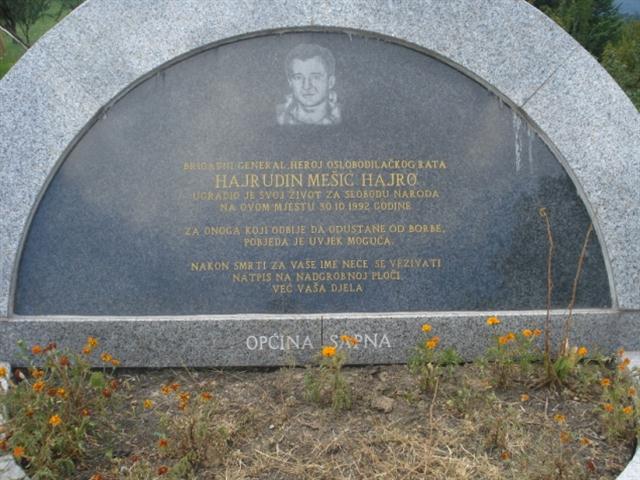 BRIGADNI GENERAL, HEROJ OSLOBODILAČKOG RATA
HAJRUDIN MEŠIĆ HAJRO
UGRADIO JE SVOJ ŽIVOT ZA SLOBODU NARODA
NA OVOM MJESTU 30.10.1992 GODINE
ZA ONOGA KOJI ODBIJE DA ODUSTANE OD BORBE,
POBJEDA JE UVJEK MOGUĆA.
NAKON SMRTI ZA VAŠE IME NEĆE SE VEZIVATI
NATPIS NA NADGROBNOJ PLOČI,
VEĆ VAŠA DJELA
OPĆINA SAPNA